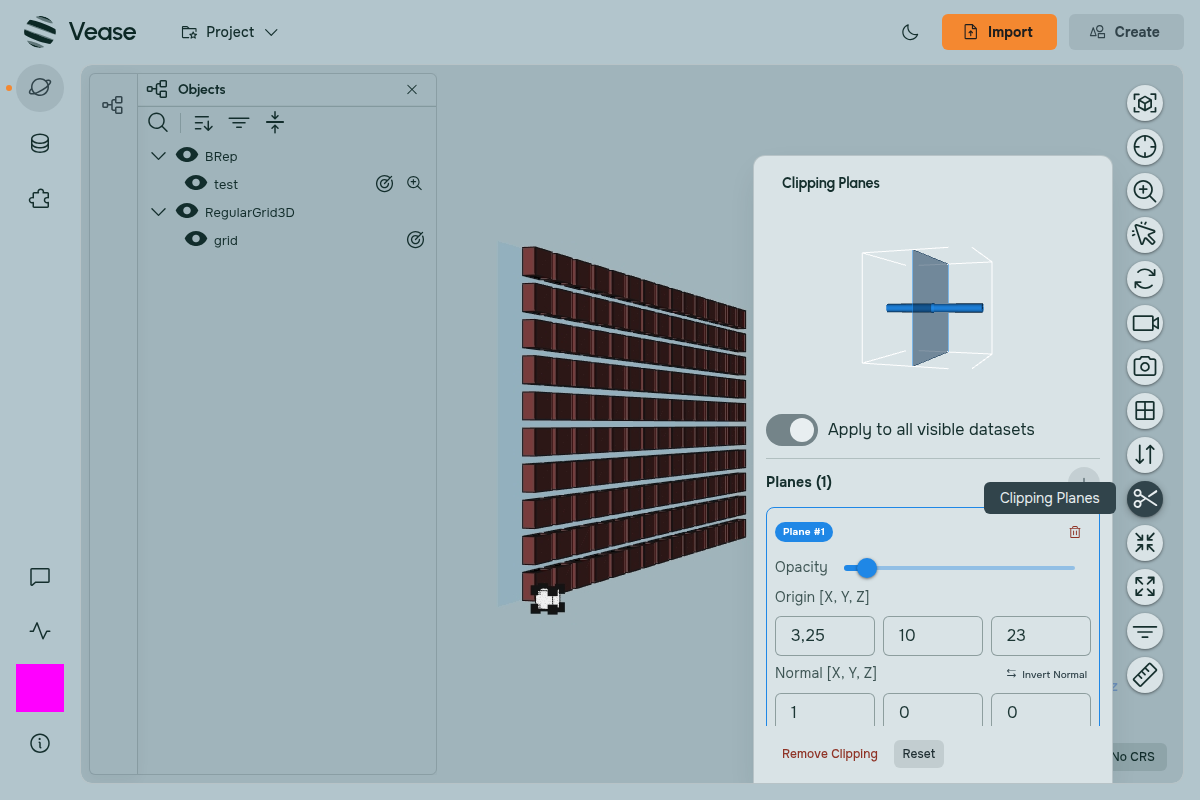 Vease
Project
Import
Create
Objects
BRep
test
RegularGrid3D
grid
Clipping Planes
Apply to all visible datasets
Planes (1)
Clipping Planes
Plane #1
Opacity
Origin [X, Y, Z]
3,25 10 23
Normal [X, Y, Z] Invert Normal
1 0 0
Remove Clipping Reset
No CRS
Z